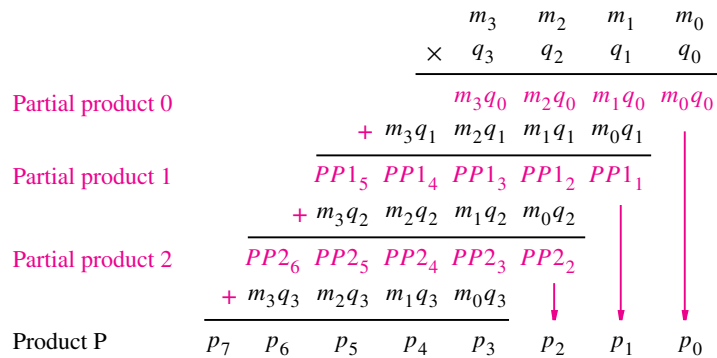 m₃ m₂ m₁ m₀
× q₃ q₂ q₁ q₀
Partial product 0 m₃q₀ m₂q₀ m₁q₀ m₀q₀
+ m₃q₁ m₂q₁ m₁q₁ m₀q₁
Partial product 1 PP1₅ PP1₄ PP1₃ PP1₂ PP1₁
+ m₃q₂ m₂q₂ m₁q₂ m₀q₂
Partial product 2 PP2₆ PP2₅ PP2₄ PP2₃ PP2₂
+ m₃q₃ m₂q₃ m₁q₃ m₀q₃
Product P p₇ p₆ p₅ p₄ p₃ p₂ p₁ p₀